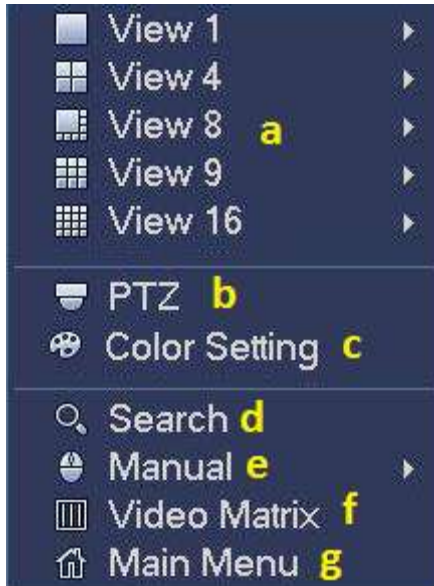 View 1
View 4
View 8 a
View 9
View 16
PTZ b
Color Setting c
Search d
Manual e
Video Matrix f
Main Menu g